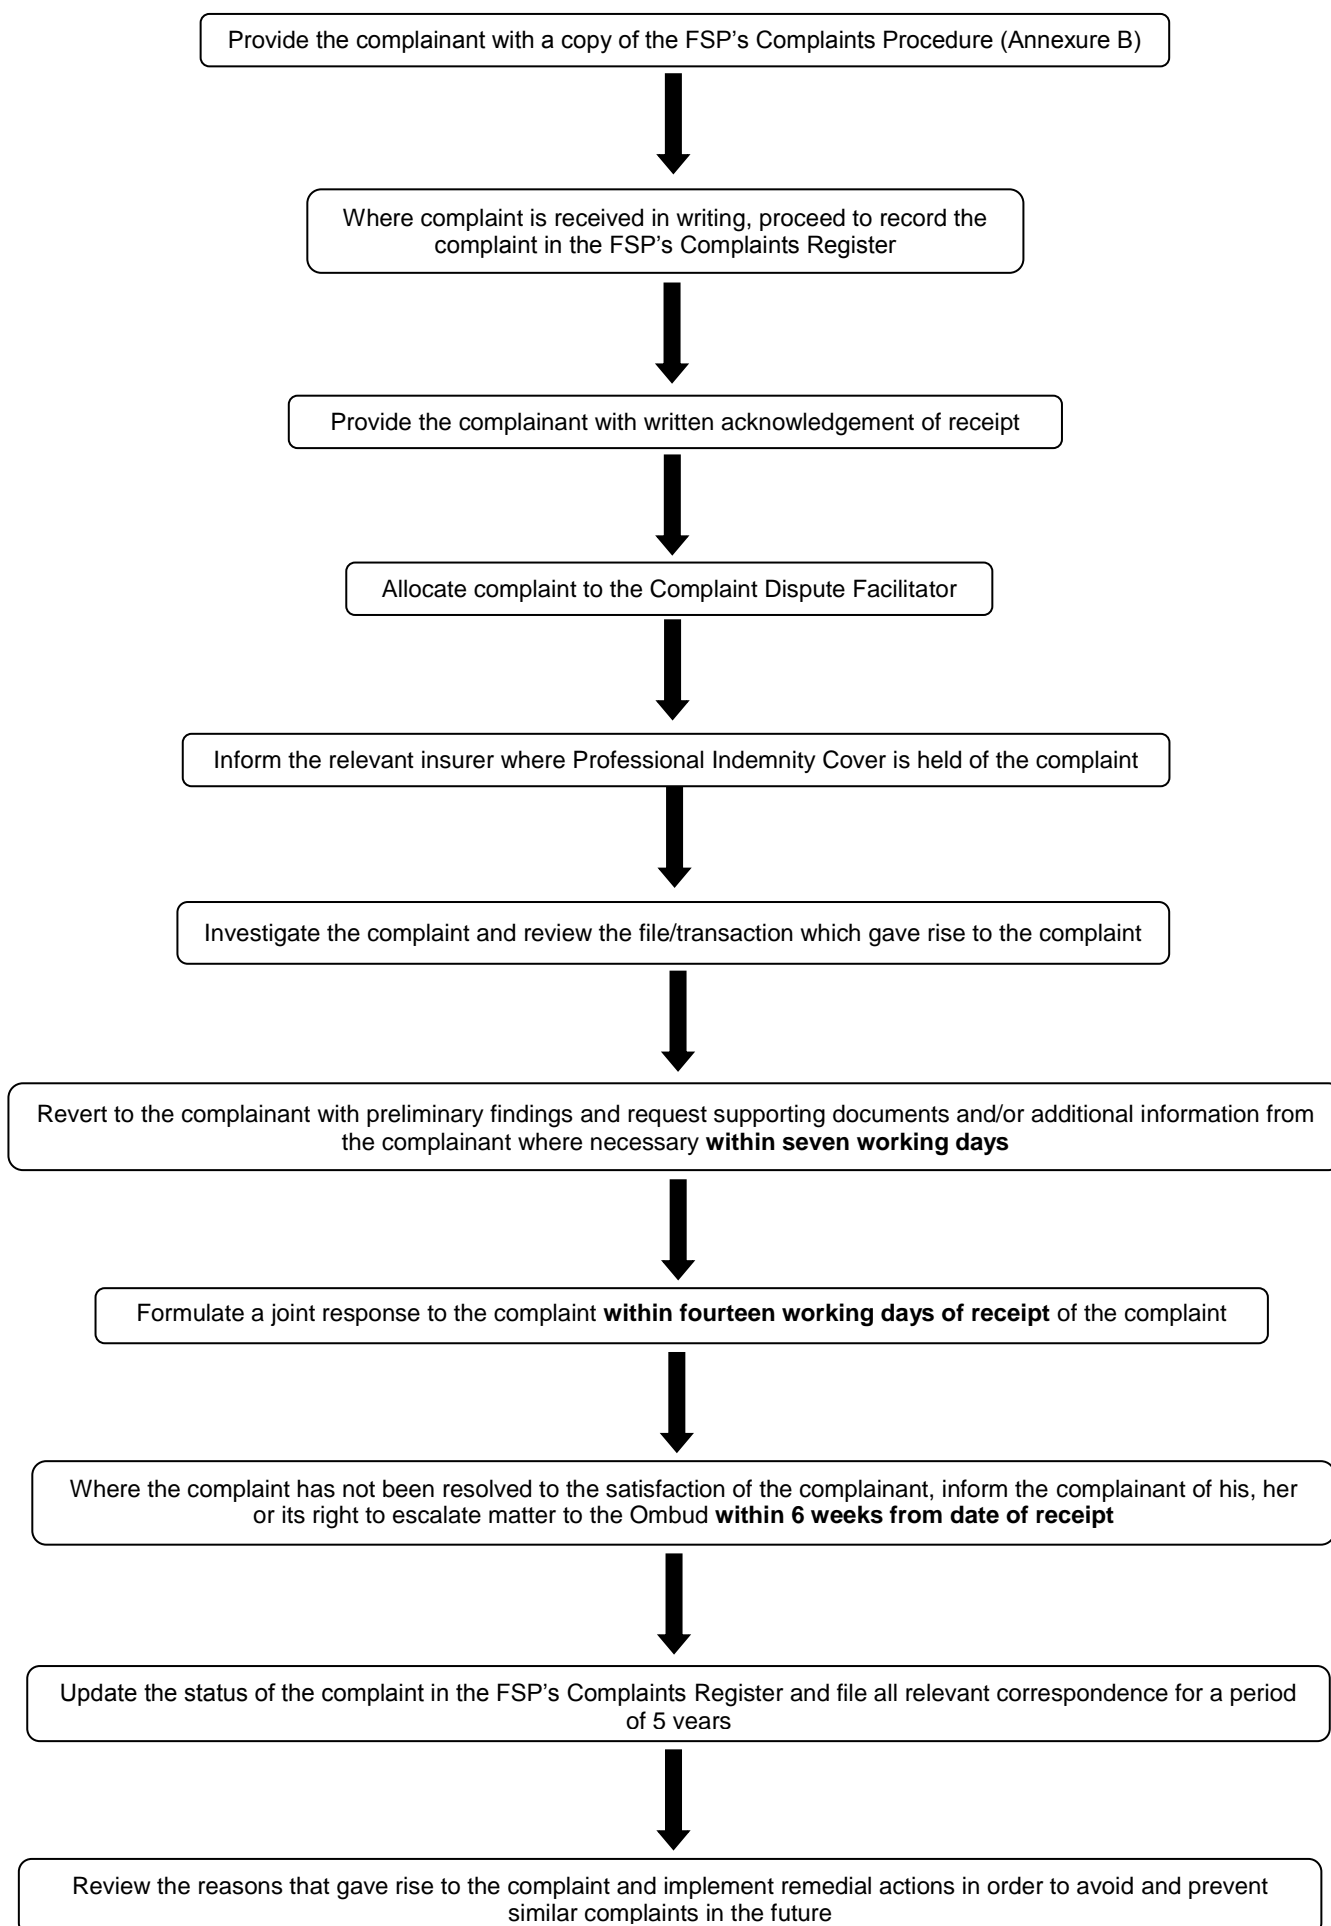 Provide the complainant with a copy of the FSP’s Complaints Procedure (Annexure B)
Where complaint is received in writing, proceed to record the
complaint in the FSP’s Complaints Register
Provide the complainant with written acknowledgement of receipt
Allocate complaint to the Complaint Dispute Facilitator
Inform the relevant insurer where Professional Indemnity Cover is held of the complaint
Investigate the complaint and review the file/transaction which gave rise to the complaint
Revert to the complainant with preliminary findings and request supporting documents and/or additional information from
the complainant where necessary within seven working days
Formulate a joint response to the complaint within fourteen working days of receipt of the complaint
Where the complaint has not been resolved to the satisfaction of the complainant, inform the complainant of his, her
or its right to escalate matter to the Ombud within 6 weeks from date of receipt
Update the status of the complaint in the FSP’s Complaints Register and file all relevant correspondence for a period
of 5 years
Review the reasons that gave rise to the complaint and implement remedial actions in order to avoid and prevent
similar complaints in the future